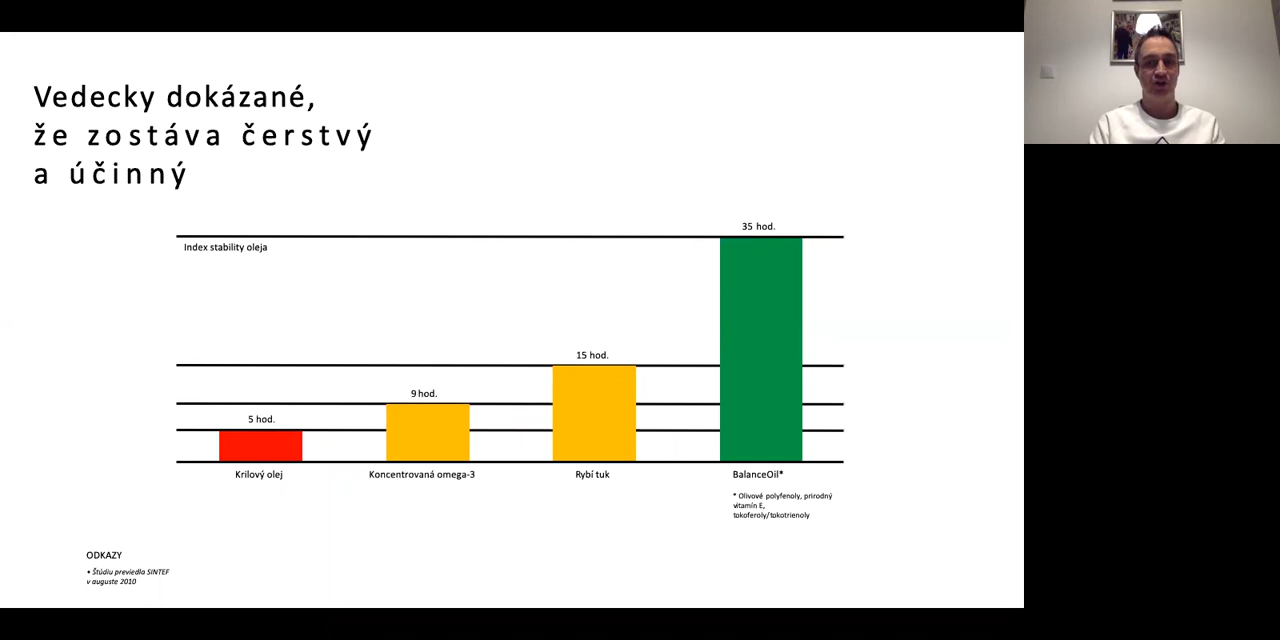 Vedecky dokázané,
že zostáva čerstvý
a účinný
35 hod.
Index stability oleja
15 hod.
9 hod.
5 hod.
Krilový olej
Koncentrovaná omega-3
Rybí tuk
BalanceOil*
* Olivové polyfenoly, prirodný
vitamín E,
tokoferoly/tokotrienoly
ODKAZY
• Štúdiu previedla SINTEF
v auguste 2010